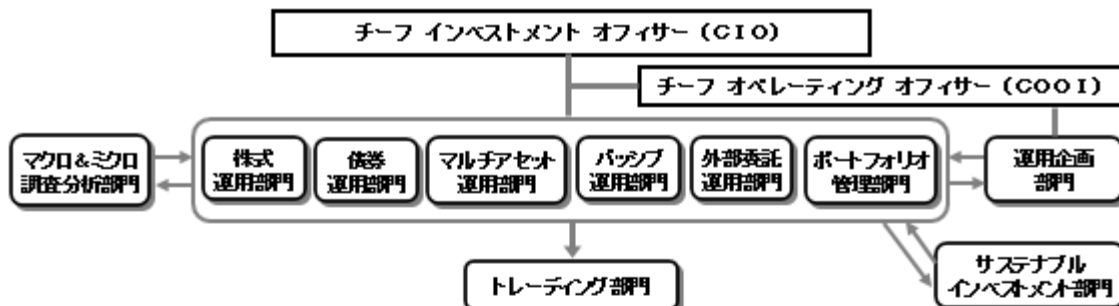 チーフ インベストメント オフィサー（CIO）
チーフ オペレーティング オフィサー（COOI）
マクロ＆ミクロ
調査分析部門
株式
運用部門
債券
運用部門
マルチアセット
運用部門
パッシブ
運用部門
外部委託
運用部門
ポートフォリオ
管理部門
運用企画
部門
トレーディング部門
サステナブル
インベストメント部門